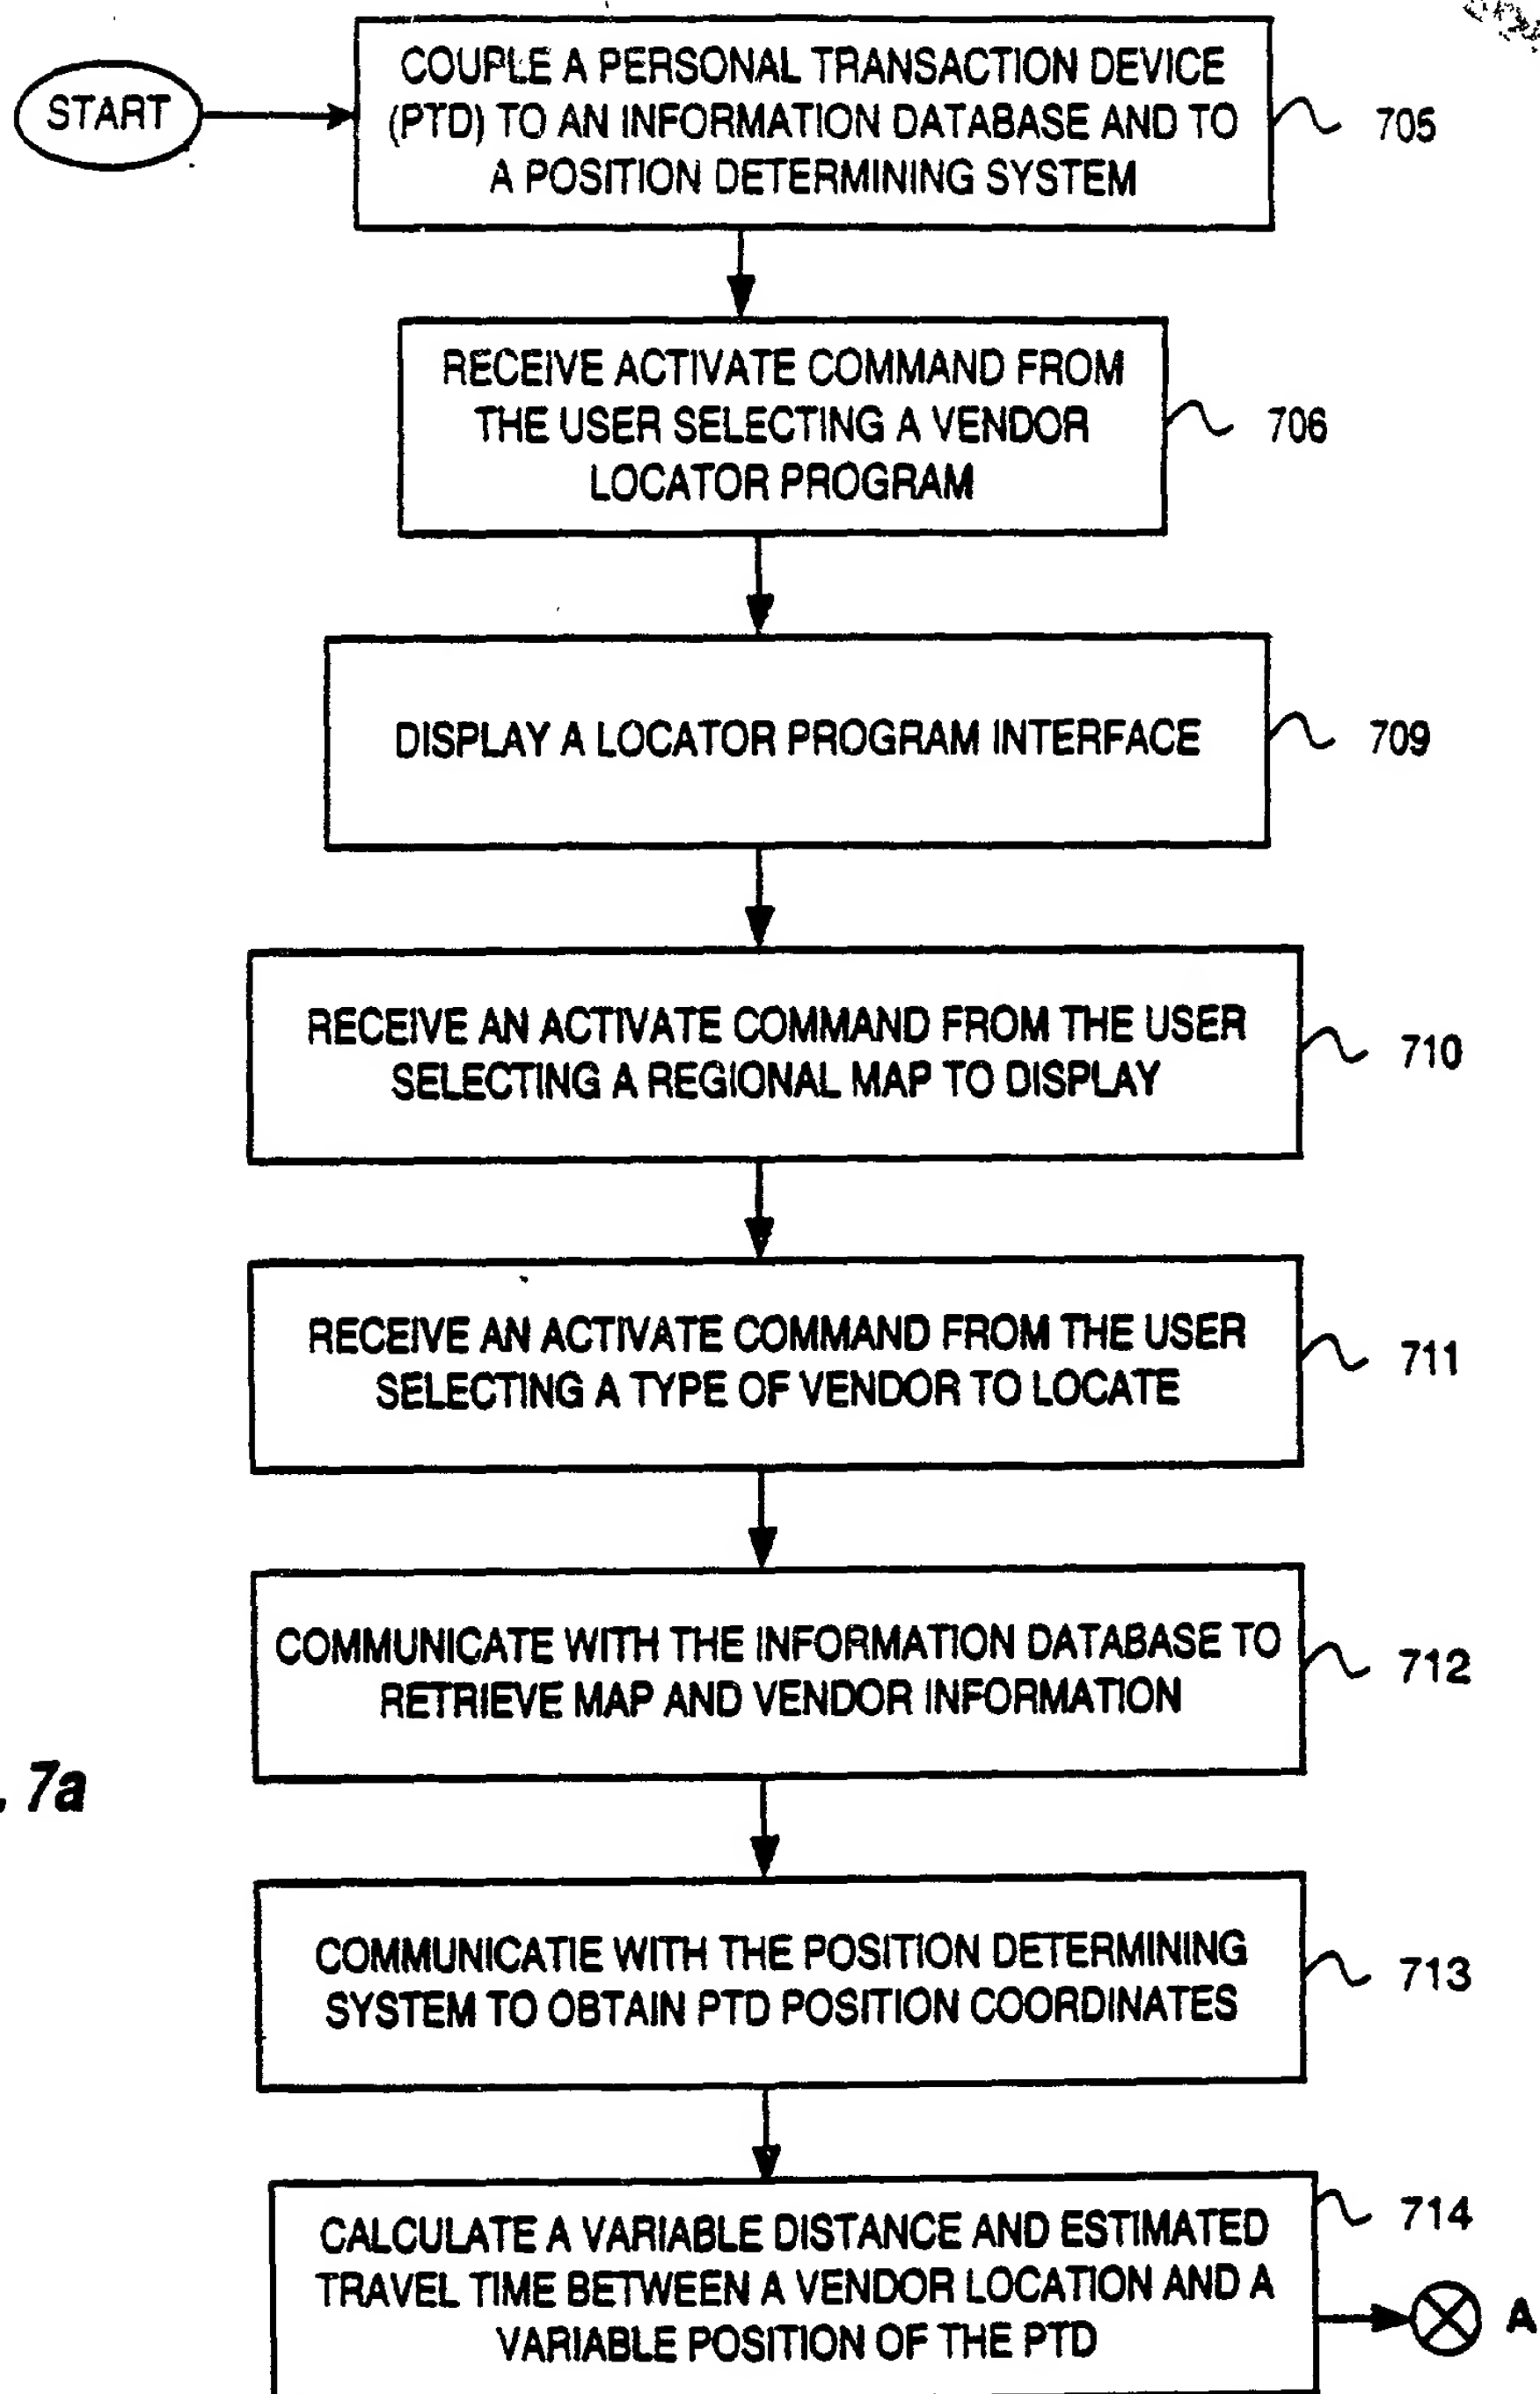 START
COUPLE A PERSONAL TRANSACTION DEVICE
(PTD) TO AN INFORMATION DATABASE AND TO
A POSITION DETERMINING SYSTEM
705
RECEIVE ACTIVATE COMMAND FROM
THE USER SELECTING A VENDOR
LOCATOR PROGRAM
706
DISPLAY A LOCATOR PROGRAM INTERFACE
709
RECEIVE AN ACTIVATE COMMAND FROM THE USER
SELECTING A REGIONAL MAP TO DISPLAY
710
RECEIVE AN ACTIVATE COMMAND FROM THE USER
SELECTING A TYPE OF VENDOR TO LOCATE
711
COMMUNICATE WITH THE INFORMATION DATABASE TO
RETRIEVE MAP AND VENDOR INFORMATION
712
. 7a
COMMUNICATIE WITH THE POSITION DETERMINING
SYSTEM TO OBTAIN PTD POSITION COORDINATES
713
CALCULATE A VARIABLE DISTANCE AND ESTIMATED
TRAVEL TIME BETWEEN A VENDOR LOCATION AND A
VARIABLE POSITION OF THE PTD
714
A